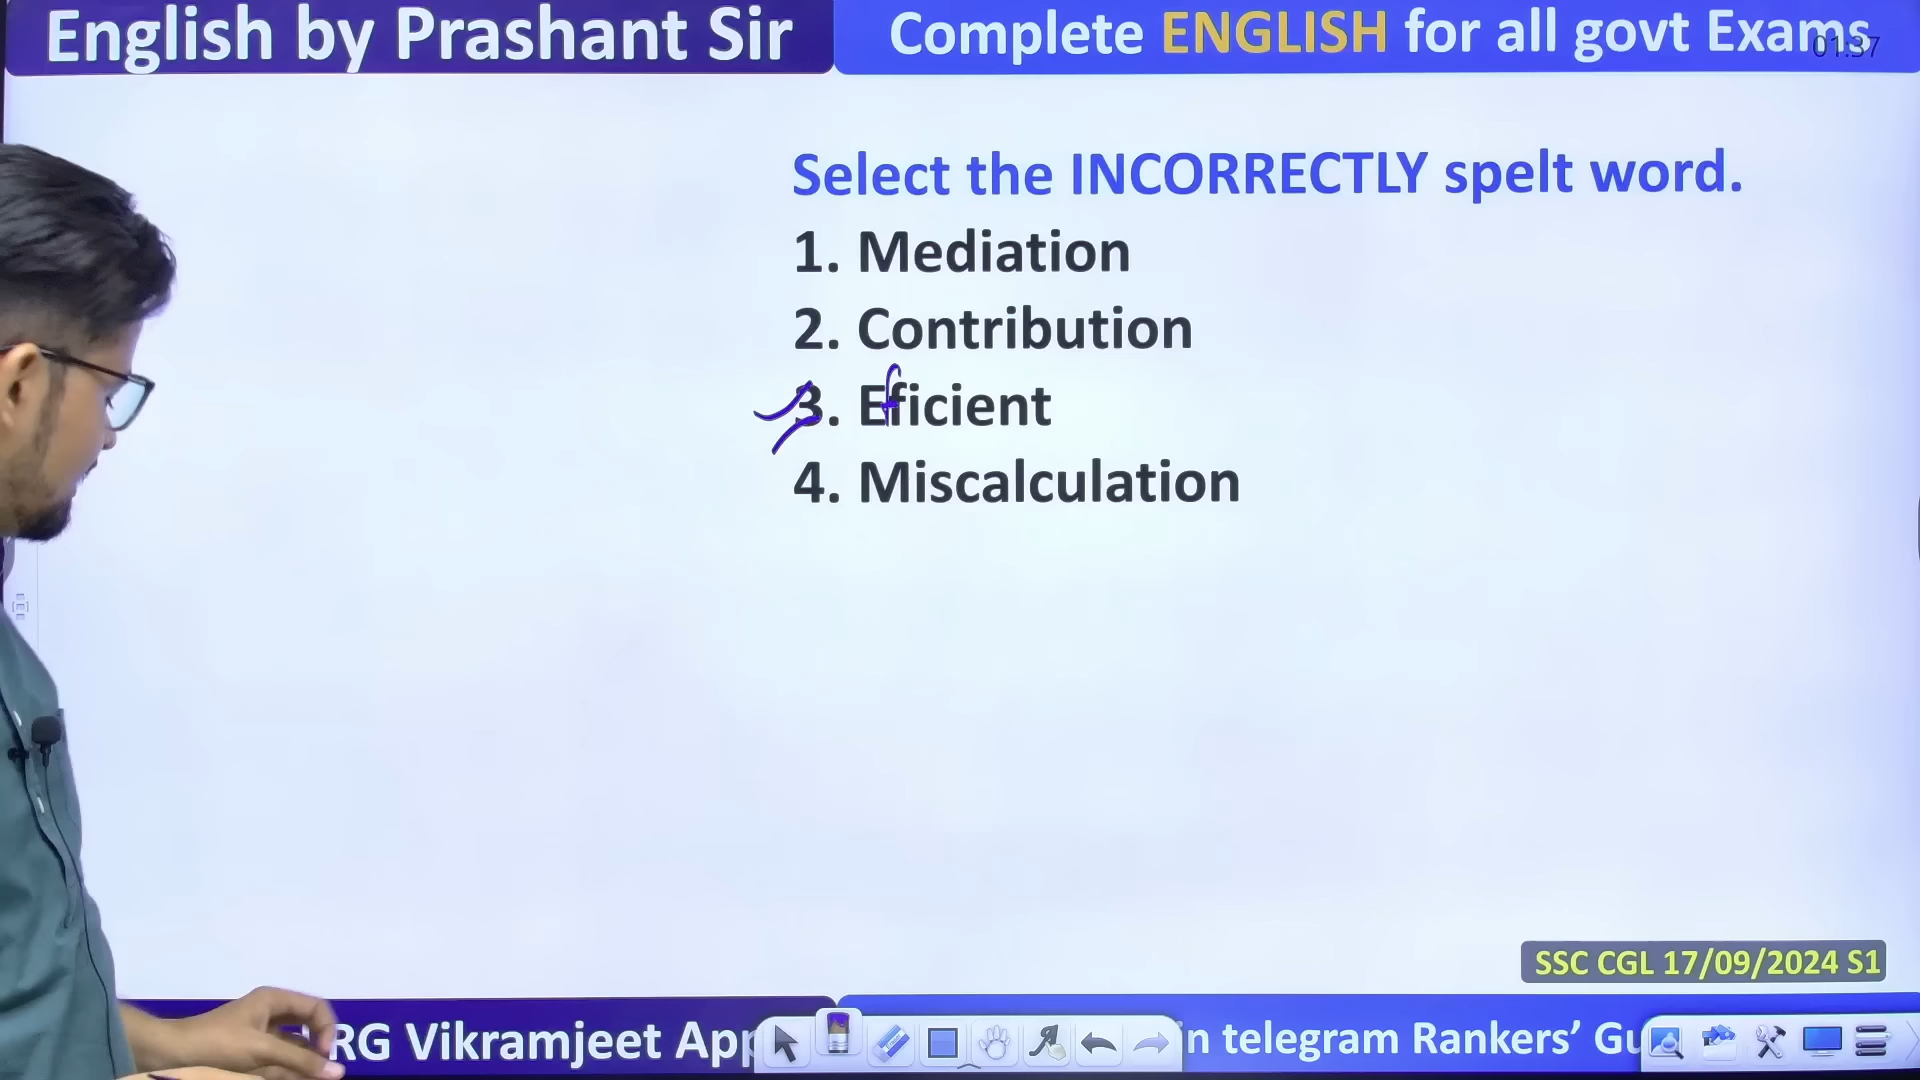 English by Prashant Sir
Complete ENGLISH for all govt Exams
01:37
Select the INCORRECTLY spelt word.
1. Mediation
2. Contribution
f
3. Eficient
4. Miscalculation
SSC CGL 17/09/2024 S1
RG Vikramjeet App
in telegram Rankers’ Gu